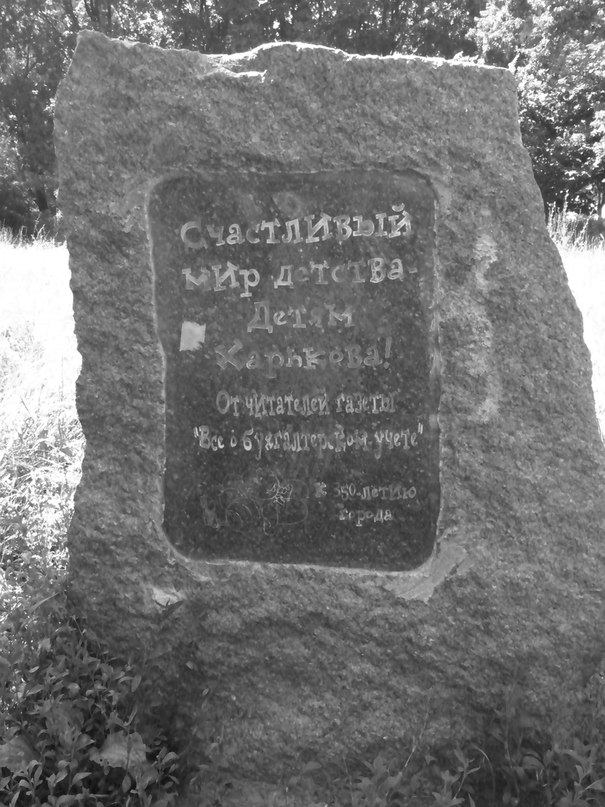 Счастливый
мир детства-
Детям
Харькова!
От читателей газеты
"Все о бухгалтерском учете"
к 350-летию
города